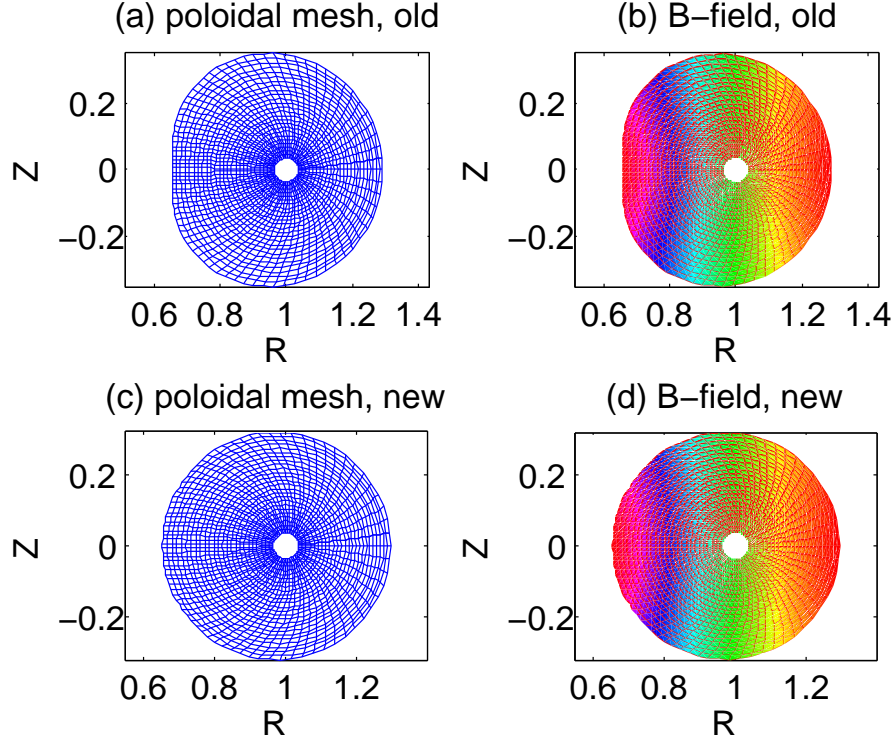 (a) poloidal mesh, old
(b) B−field, old
0.2
0
−0.2
Z
0.6 0.8 1 1.2 1.4
R
0.2
0
−0.2
Z
0.6 0.8 1 1.2 1.4
R
(c) poloidal mesh, new
(d) B−field, new
0.2
0
−0.2
Z
0.6 0.8 1 1.2
R
0.2
0
−0.2
Z
0.6 0.8 1 1.2
R